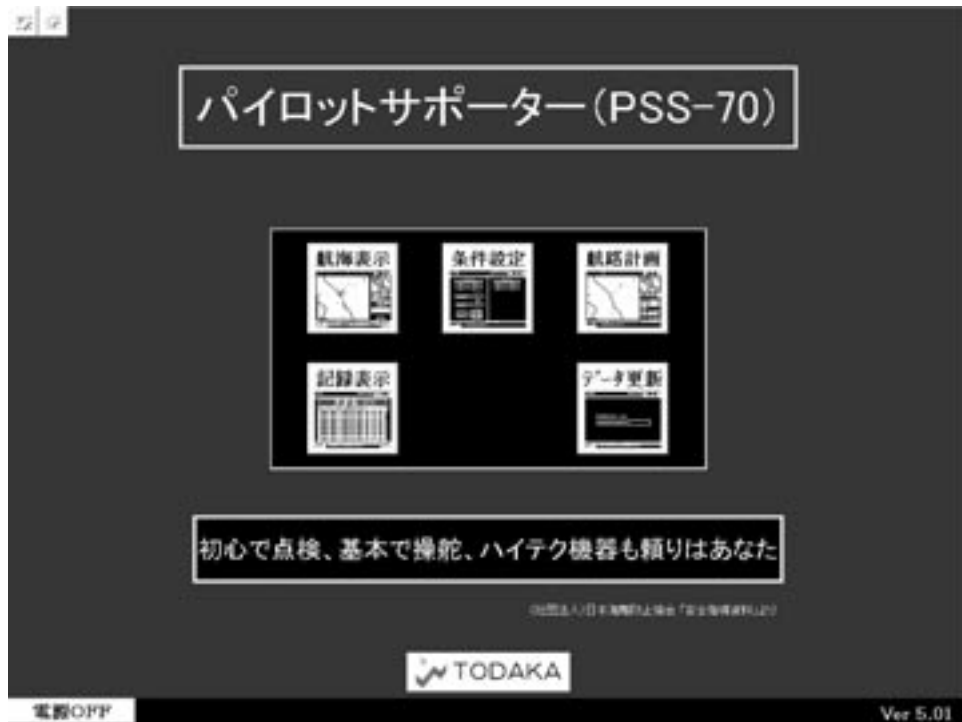 パイロットサポーター(PSS-70)
航海表示 条件設定 航路計画
記録表示 データ更新
初心で点検、基本で操舵、ハイテク機器も頼りはあなた
TODAKA
電源OFF Ver 5.01